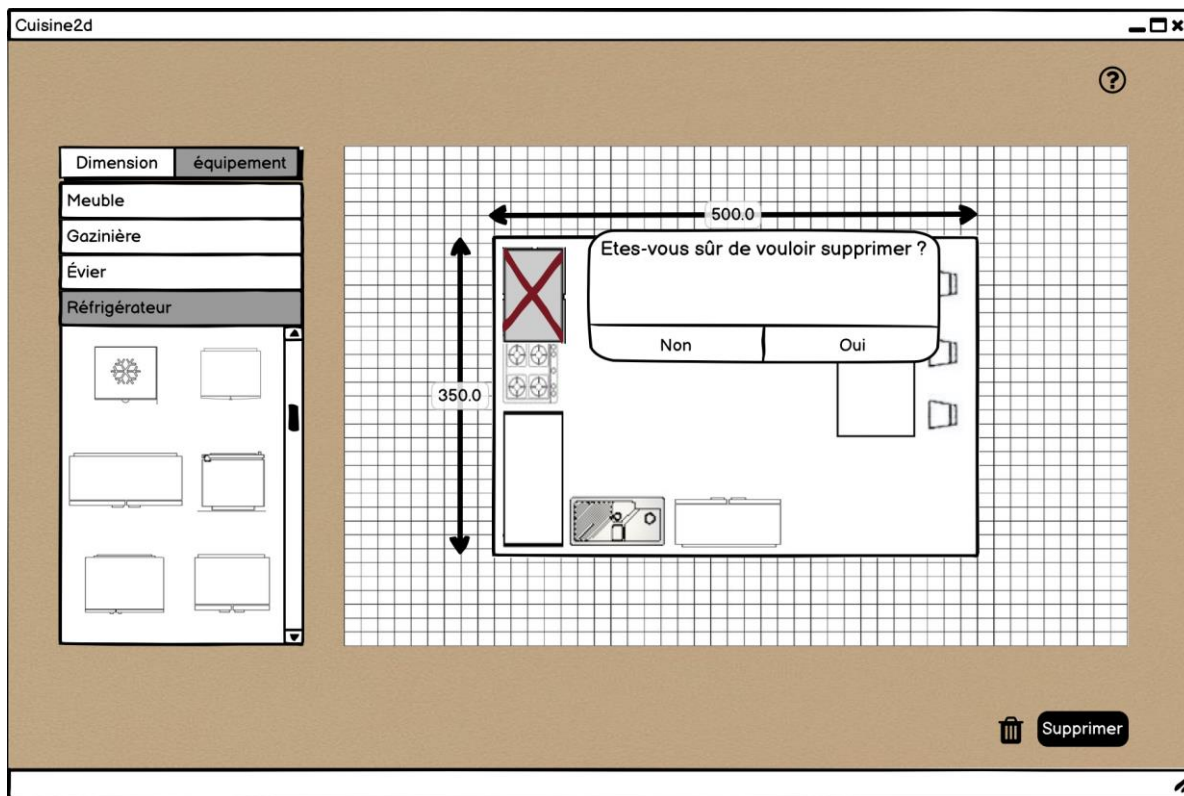 Cuisine2d
Dimension équipement
Meuble
Gazinière
Évier
Réfrigérateur
500.0
Etes-vous sûr de vouloir supprimer ?
Non Oui
350.0
Supprimer